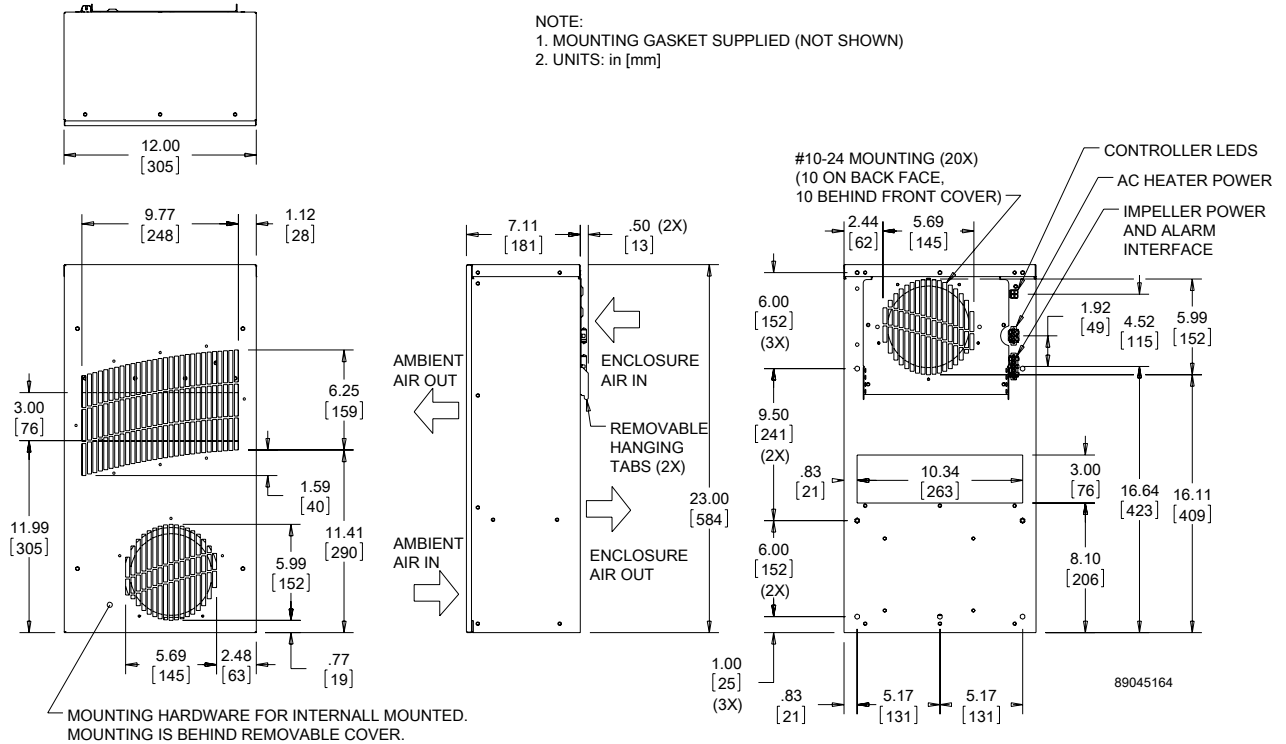 NOTE:
1. MOUNTING GASKET SUPPLIED (NOT SHOWN)
2. UNITS: in [mm]
12.00
[305]
9.77
[248]
1.12
[28]
3.00
[76]
11.99
[305]
6.25
[159]
1.59
[40]
11.41
[290]
5.99
[152]
5.69
[145]
2.48
[63]
.77
[19]
MOUNTING HARDWARE FOR INTERNALL MOUNTED.
MOUNTING IS BEHIND REMOVABLE COVER.
7.11
[181]
.50 (2X)
[13]
AMBIENT
AIR OUT
ENCLOSURE
AIR IN
REMOVABLE
HANGING
TABS (2X)
23.00
[584]
AMBIENT
AIR IN
ENCLOSURE
AIR OUT
#10-24 MOUNTING (20X)
(10 ON BACK FACE,
10 BEHIND FRONT COVER)
CONTROLLER LEDS
AC HEATER POWER
IMPELLER POWER
AND ALARM
INTERFACE
2.44
[62]
5.69
[145]
6.00
[152]
(3X)
1.92
[49]
4.52
[115]
5.99
[152]
9.50
[241]
(2X)
.83
[21]
10.34
[263]
3.00
[76]
16.64
[423]
16.11
[409]
8.10
[206]
6.00
[152]
(2X)
1.00
[25]
(3X)
.83
[21]
5.17
[131]
5.17
[131]
89045164